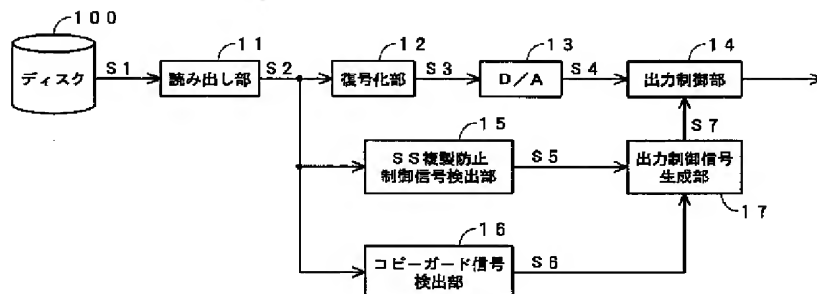 100
ディスク
S1
11
読み出し部
S2
12
復号化部
S3
13
D/A
S4
14
出力制御部
15
SS複製防止
制御信号検出部
S5
S7
出力制御信号
生成部
17
16
コピーガード信号
検出部
S6